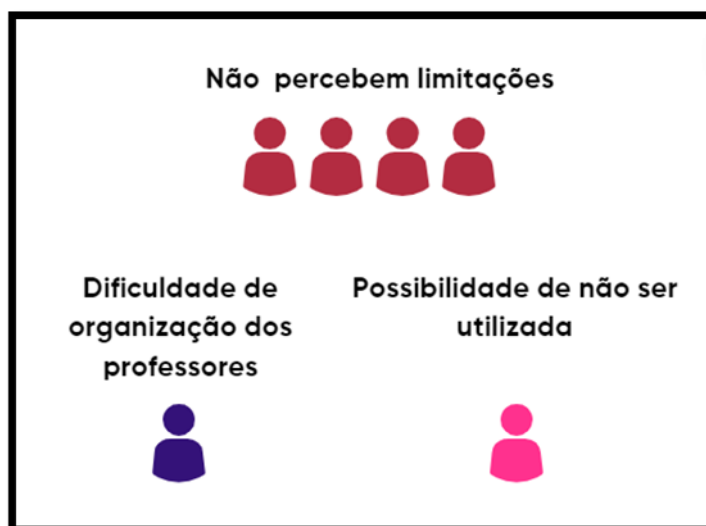 Não percebem limitações
Dificuldade de
organização dos
professores
Possibilidade de não ser
utilizada